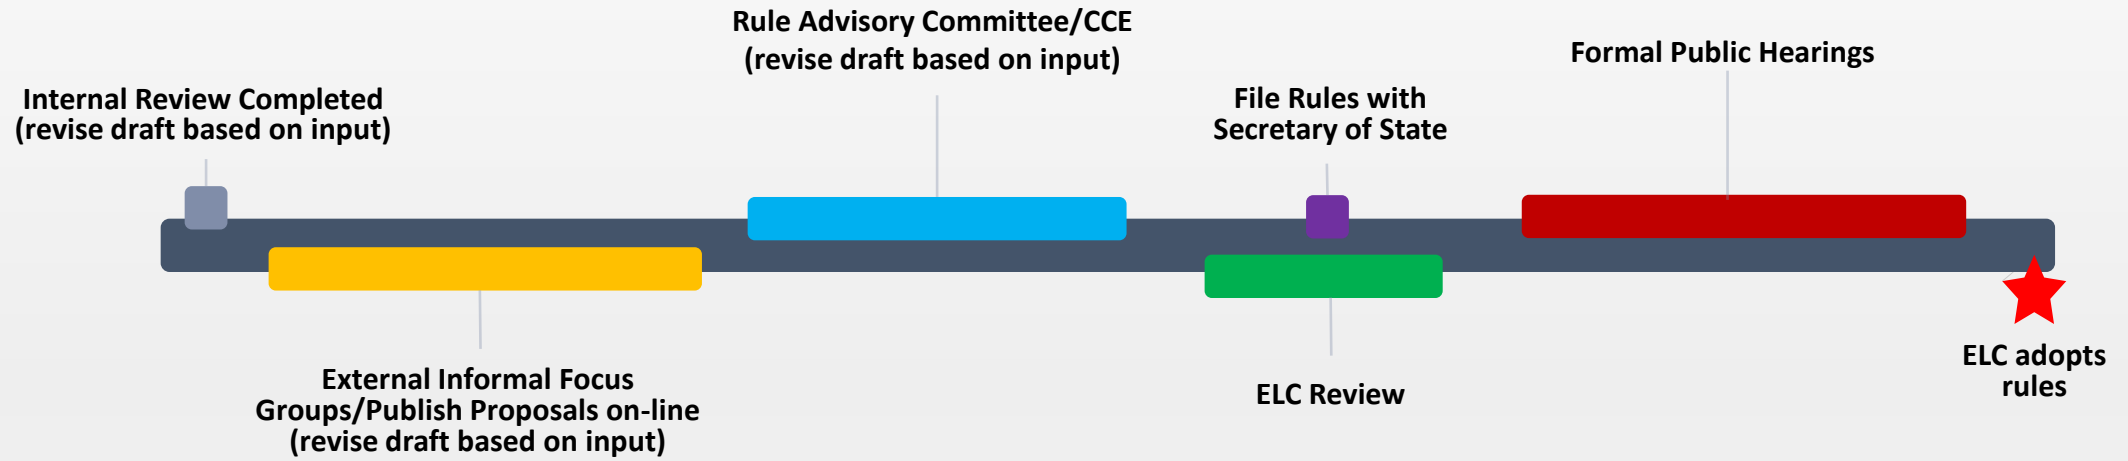 Internal Review Completed
(revise draft based on input)
External Informal Focus
Groups/Publish Proposals on-line
(revise draft based on input)
Rule Advisory Committee/CCE
(revise draft based on input)
File Rules with
Secretary of State
ELC Review
Formal Public Hearings
ELC adopts
rules